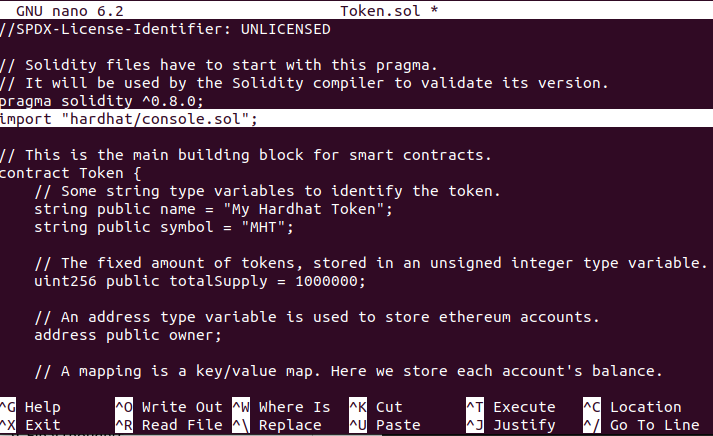 GNU nano 6.2 Token.sol *
//SPDX-License-Identifier: UNLICENSED
// Solidity files have to start with this pragma.
// It will be used by the Solidity compiler to validate its version.
pragma solidity ^0.8.0;
import "hardhat/console.sol";
// This is the main building block for smart contracts.
contract Token {
// Some string type variables to identify the token.
string public name = "My Hardhat Token";
string public symbol = "MHT";
// The fixed amount of tokens, stored in an unsigned integer type variable.
uint256 public totalSupply = 1000000;
// An address type variable is used to store ethereum accounts.
address public owner;
// A mapping is a key/value map. Here we store each account's balance.
^G Help ^O Write Out ^W Where Is ^K Cut ^T Execute ^C Location
^X Exit ^R Read File ^\ Replace ^U Paste ^J Justify ^/ Go To Line